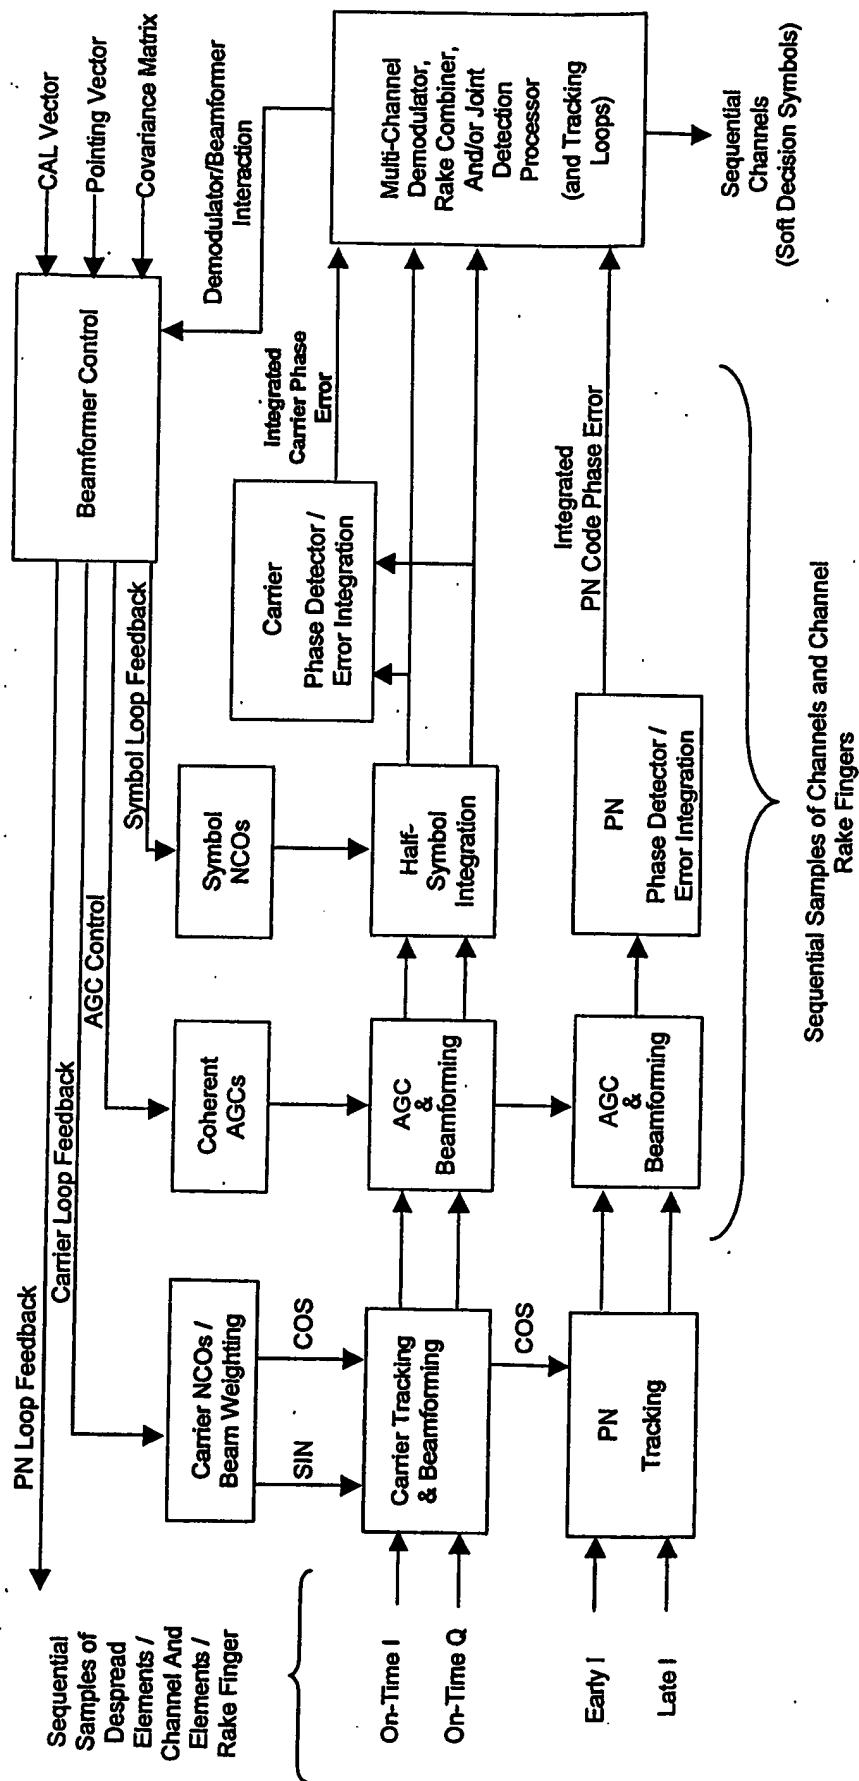 CAL Vector
Pointing Vector
Covariance Matrix
Beamformer Control
Demodulator/Beamformer
Interaction
PN Loop Feedback
Carrier Loop Feedback
AGC Control
Symbol Loop Feedback
Sequential
Samples of
Despread
Elements /
Channel And
Elements /
Rake Finger
Carrier NCOs /
Beam Weighting
Coherent
AGCs
Symbol
NCOs
Carrier
Phase Detector /
Error Integration
Integrated
Carrier Phase
Error
SIN
COS
On-Time I
On-Time Q
Carrier Tracking
& Beamforming
AGC
&
Beamforming
Half-
Symbol
Integration
Multi-Channel
Demodulator,
Rake Combiner,
And/or Joint
Detection
Processor
(and Tracking
Loops)
COS
Early I
Late I
PN
Tracking
AGC
&
Beamforming
PN
Phase Detector /
Error Integration
Integrated
PN Code Phase Error
Sequential
Channels
(Soft Decision Symbols)
Sequential Samples of Channels and Channel
Rake Fingers